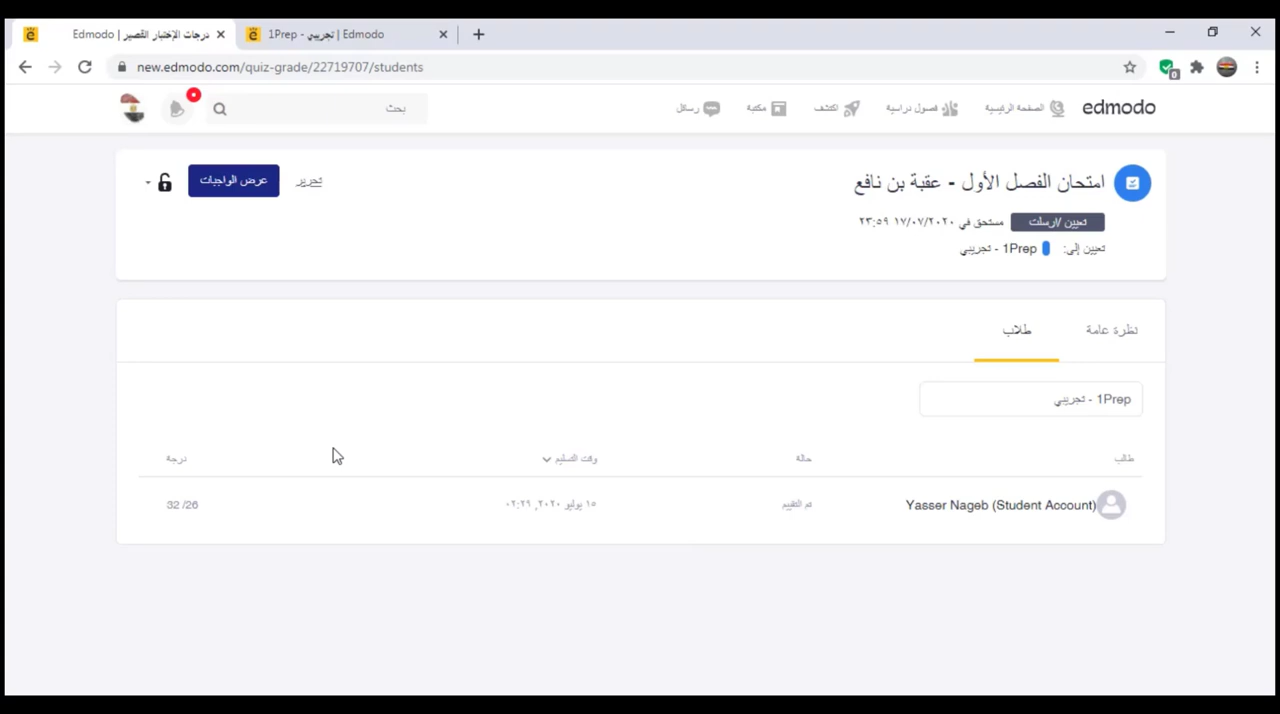 درجات الإختبار القصير | Edmodo
1Prep - تجريبي | Edmodo
new.edmodo.com/quiz-grade/22719707/students
0
edmodo
الصفحة الرئيسية
فصول دراسية
اكتشف
مكتبة
رسائل
بحث
امتحان الفصل الأول - عقبة بن نافع
تحرير
عرض الواجبات
تعيين /ارسلت مستحق في ١٧/٠٧/٢٠٢٠ ٢٣:٥٩
تعيين إلى: 1Prep - تجريبي
نظرة عامة
طلاب
1Prep - تجريبي
طالب
حالة
وقت التسليم
درجة
Yasser Nageb (Student Account)
تم التقييم
١٥ يوليو ٢٠٢٠, ٠٢:٢٩
32 /26